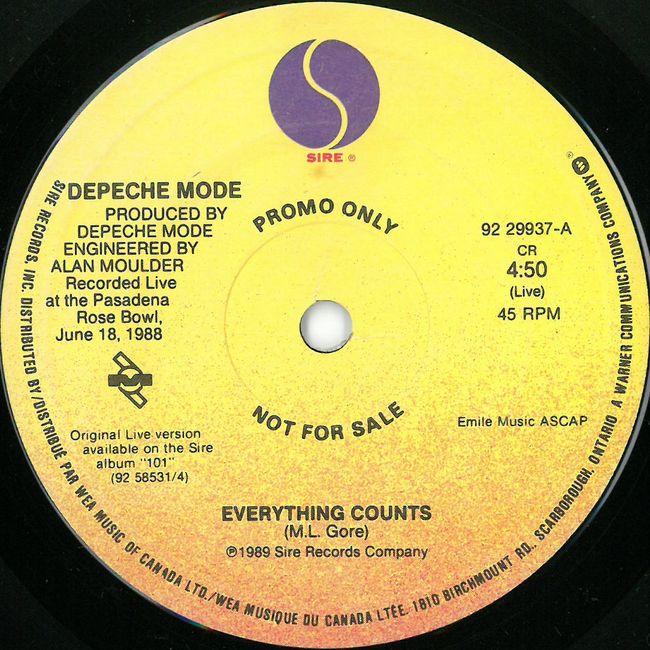 SIRE ®
DEPECHE MODE
PRODUCED BY
DEPECHE MODE
ENGINEERED BY
ALAN MOULDER
Recorded Live
at the Pasadena
Rose Bowl,
June 18, 1988
PROMO ONLY
92 29937-A
CR
4:50
(Live)
45 RPM
NOT FOR SALE
Original Live version
available on the Sire
album "101"
(92 58531/4)
Emile Music ASCAP
EVERYTHING COUNTS
(M.L. Gore)
℗1989 Sire Records Company
SIRE RECORDS, INC. DISTRIBUTED BY/DISTRIBUÉ PAR WEA MUSIC OF CANADA LTD./WEA MUSIQUE DU CANADA LTÉE. 1810 BIRCHMOUNT RD. SCARBOROUGH, ONTARIO A WARNER COMMUNICATIONS COMPANY